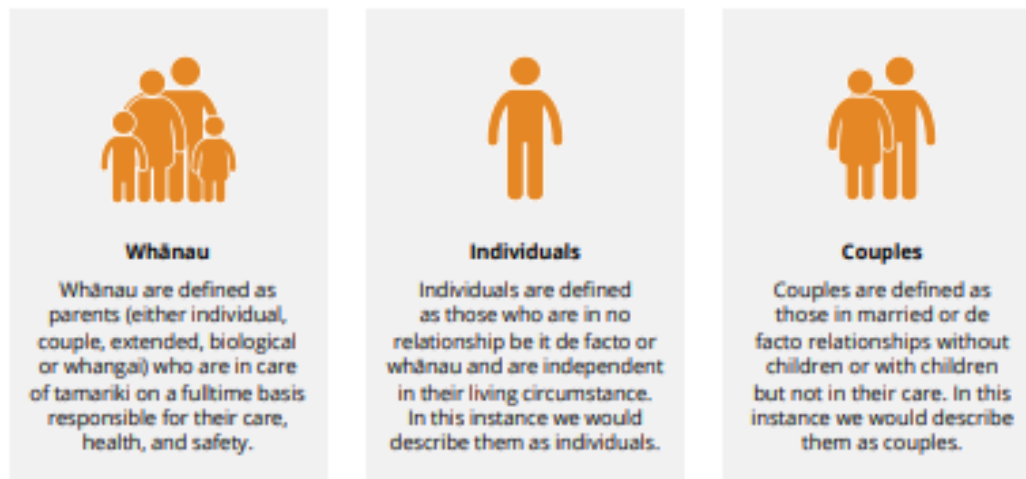 Whānau
Whānau are defined as
parents (either individual,
couple, extended, biological
or whangai) who are in care
of tamariki on a fulltime basis
responsible for their care,
health, and safety.
Individuals
Individuals are defined
as those who are in no
relationship be it de facto or
whānau and are independent
in their living circumstance.
In this instance we would
describe them as individuals.
Couples
Couples are defined as
those in married or de
facto relationships without
children or with children
but not in their care. In this
instance we would describe
them as couples.